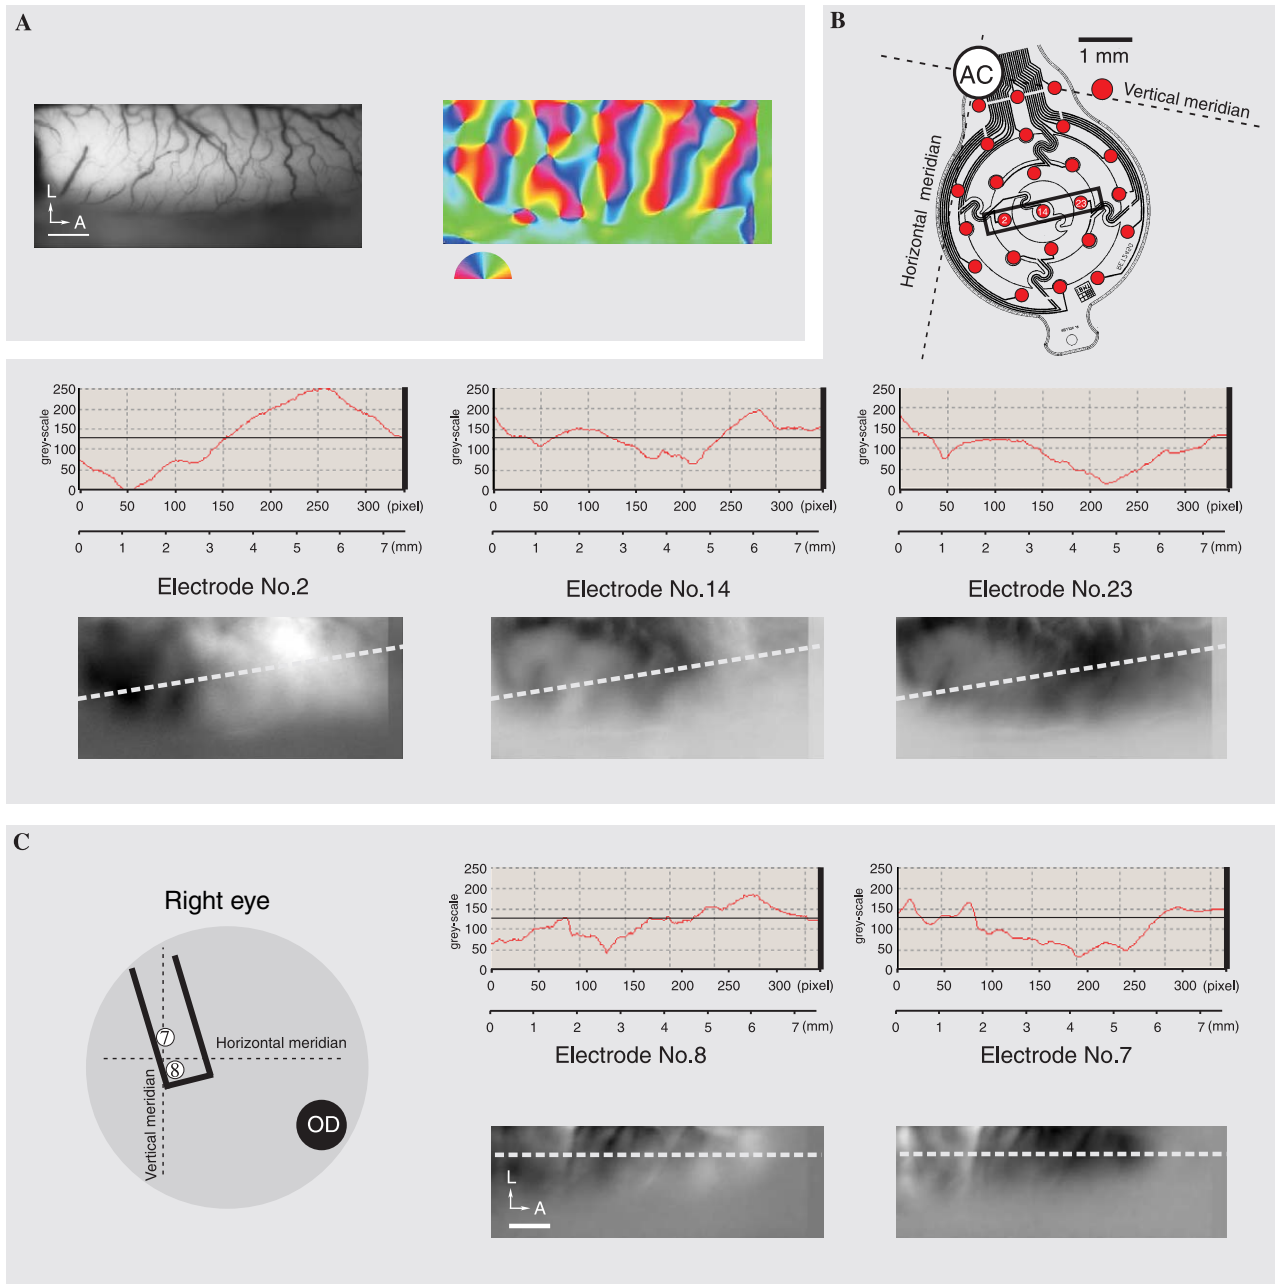 A
L
A
B
AC
1 mm
Vertical meridian
Horizontal meridian
2
14
23
grey-scale
250
200
150
100
50
0
0 50 100 150 200 250 300 (pixel)
0 1 2 3 4 5 6 7 (mm)
Electrode No.2
grey-scale
250
200
150
100
50
0
0 50 100 150 200 250 300 (pixel)
0 1 2 3 4 5 6 7 (mm)
Electrode No.14
grey-scale
250
200
150
100
50
0
0 50 100 150 200 250 300 (pixel)
0 1 2 3 4 5 6 7 (mm)
Electrode No.23
C
Right eye
7
8
Horizontal meridian
Vertical meridian
OD
grey-scale
250
200
150
100
50
0
0 50 100 150 200 250 300 (pixel)
0 1 2 3 4 5 6 7 (mm)
Electrode No.8
L
A
grey-scale
250
200
150
100
50
0
0 50 100 150 200 250 300 (pixel)
0 1 2 3 4 5 6 7 (mm)
Electrode No.7